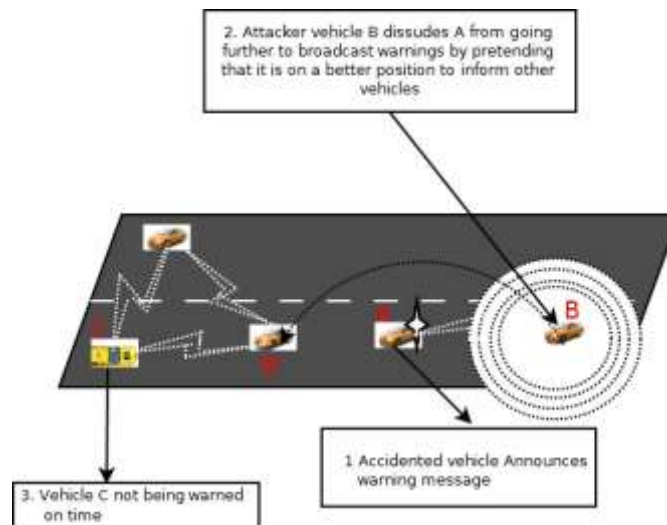 2. Attacker vehicle B dissudes A from going
further to broadcast warnings by pretending
that it is on a better position to inform other
vehicles
B
1 Accidented vehicle Announces
warning message
3. Vehicle C not being warned
on time